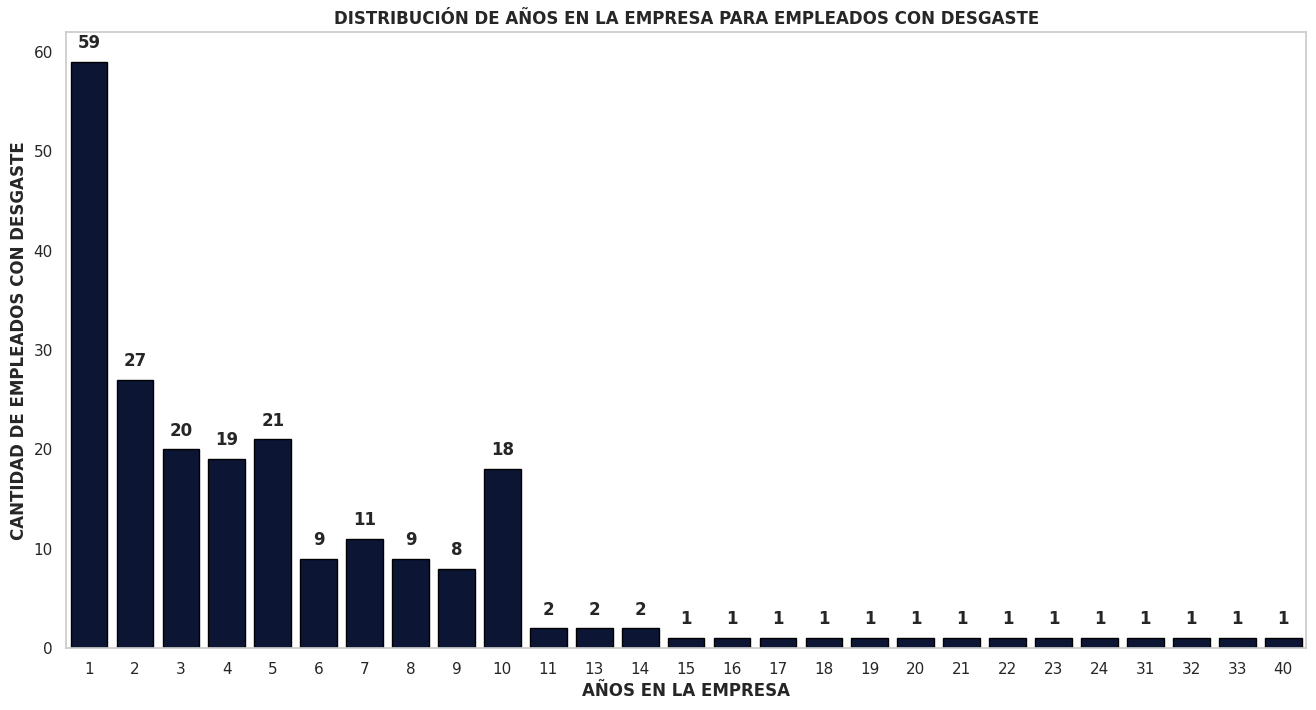 DISTRIBUCIÓN DE AÑOS EN LA EMPRESA PARA EMPLEADOS CON DESGASTE
CANTIDAD DE EMPLEADOS CON DESGASTE
60
50
40
30
20
10
0
59 27 20 19 21 9 11 9 8 18 2 2 2 1 1 1 1 1 1 1 1 1 1 1 1 1 1
1 2 3 4 5 6 7 8 9 10 11 13 14 15 16 17 18 19 20 21 22 23 24 31 32 33 40
AÑOS EN LA EMPRESA